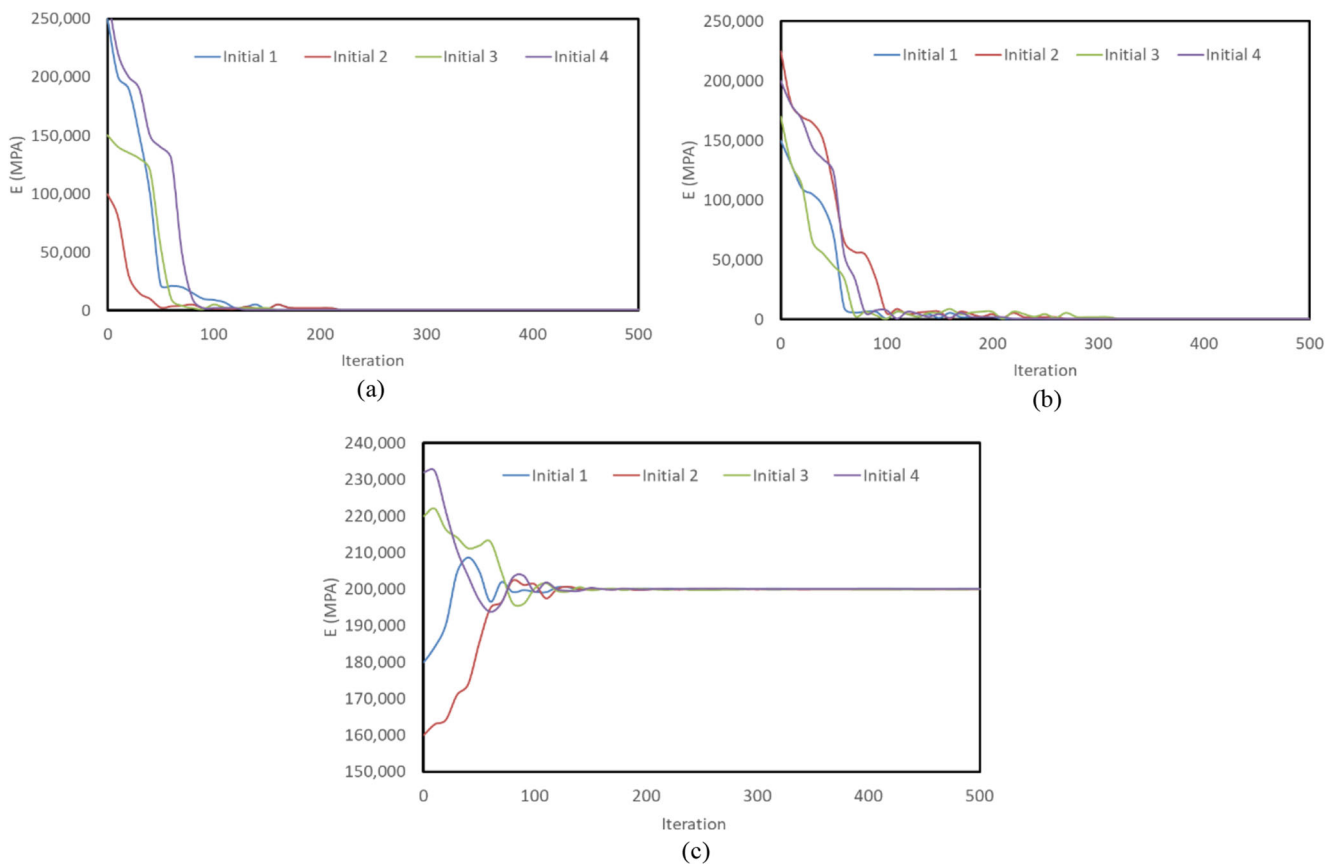 250,000
200,000
150,000
100,000
50,000
0
E (MPA)
Initial 1 Initial 2 Initial 3 Initial 4
0 100 200 300 400 500
Iteration
(a)
250,000
200,000
150,000
100,000
50,000
0
E (MPA)
Initial 1 Initial 2 Initial 3 Initial 4
0 100 200 300 400 500
Iteration
(b)
240,000
230,000
220,000
210,000
200,000
190,000
180,000
170,000
160,000
150,000
E (MPA)
Initial 1 Initial 2 Initial 3 Initial 4
0 100 200 300 400 500
Iteration
(c)